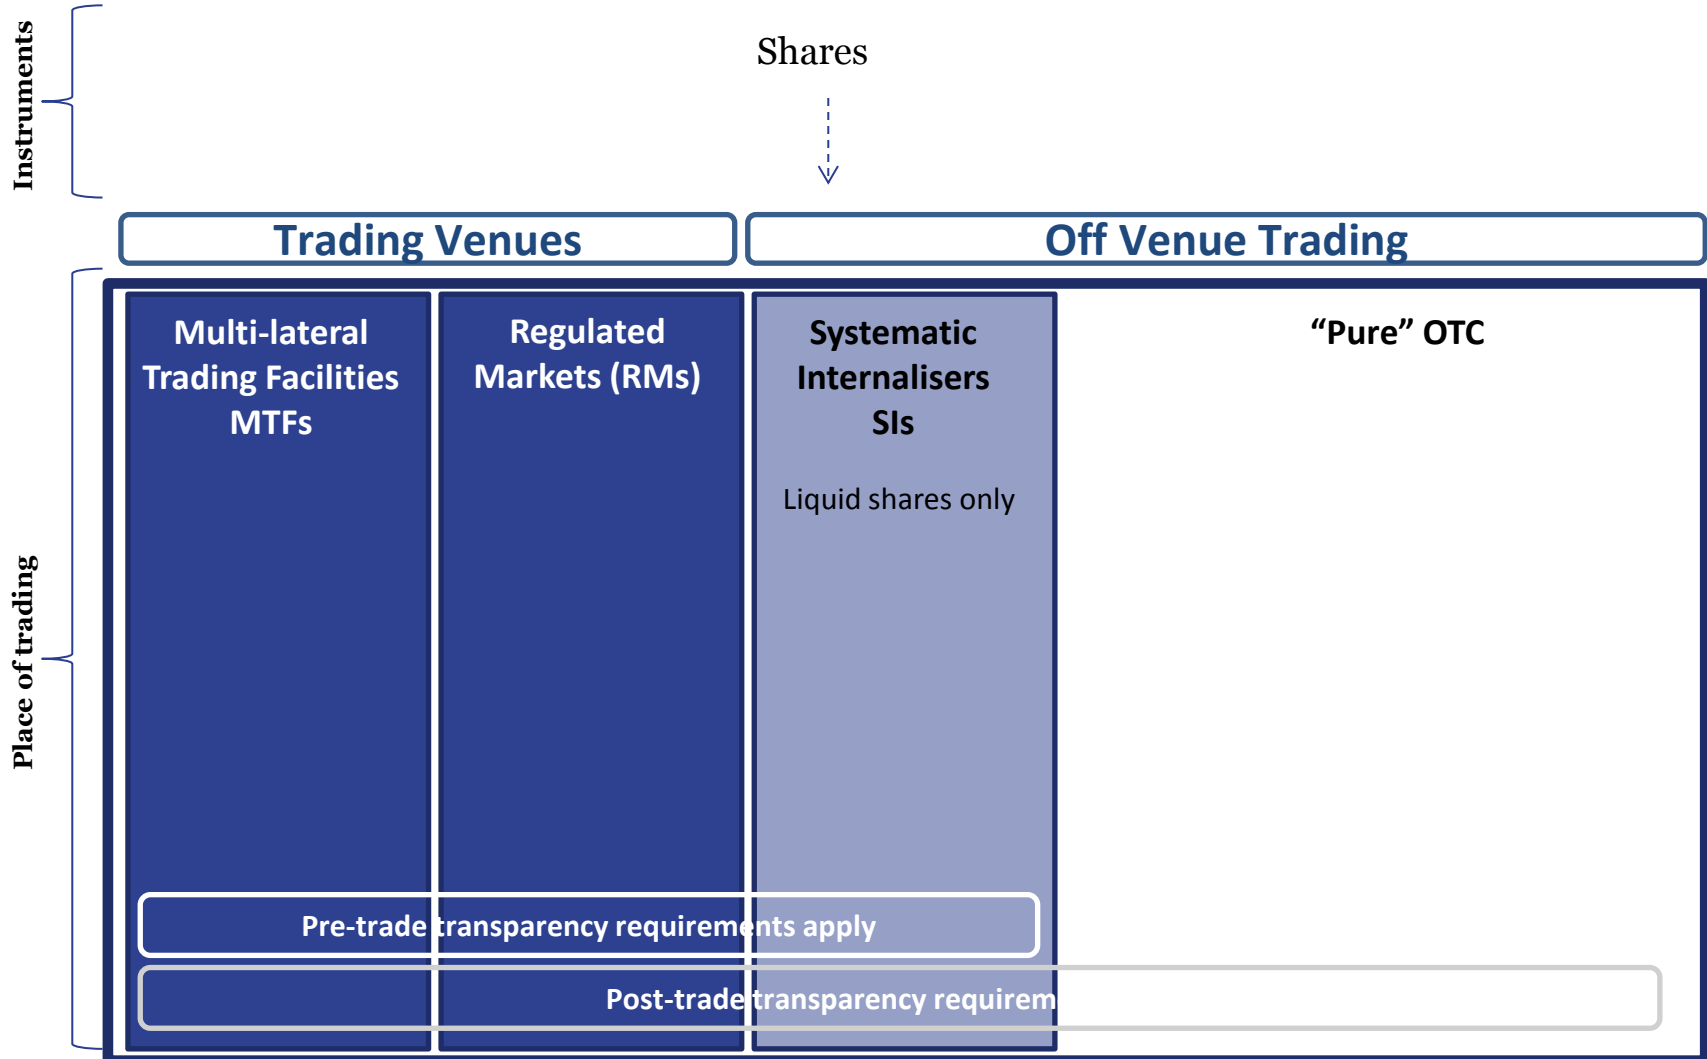 Instruments
Shares
Trading Venues
Off Venue Trading
Place of trading
Multi-lateral
Trading Facilities
MTFs
Regulated
Markets (RMs)
Systematic
Internalisers
SIs
Liquid shares only
“Pure” OTC
Pre-trade transparency requirements apply
Post-trade transparency